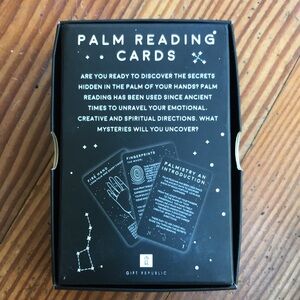 PALM READING
CARDS
ARE YOU READY TO DISCOVER THE SECRETS
HIDDEN IN THE PALM OF YOUR HANDS? PALM
READING HAS BEEN USED SINCE ANCIENT
TIMES TO UNRAVEL YOUR EMOTIONAL,
CREATIVE AND SPIRITUAL DIRECTIONS. WHAT
MYSTERIES WILL YOU UNCOVER?
FIRE HAND
FINGERPRINTS
PALMISTRY AN
INTRODUCTION
GIFT REPUBLIC